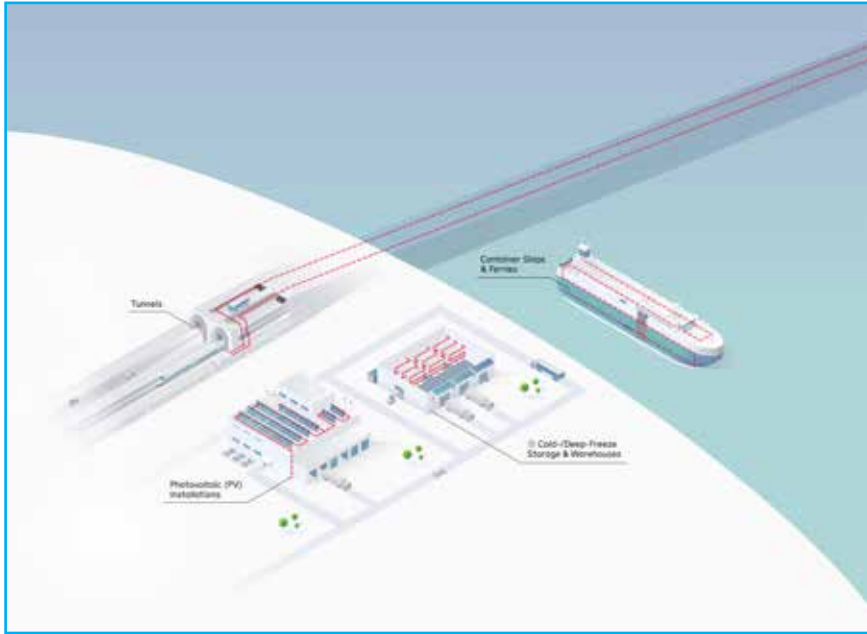 Container Ships
& Ferries
Tunnels
Cold-/Deep-Freeze
Storage & Warehouses
Photovoltaic (PV)
Installations